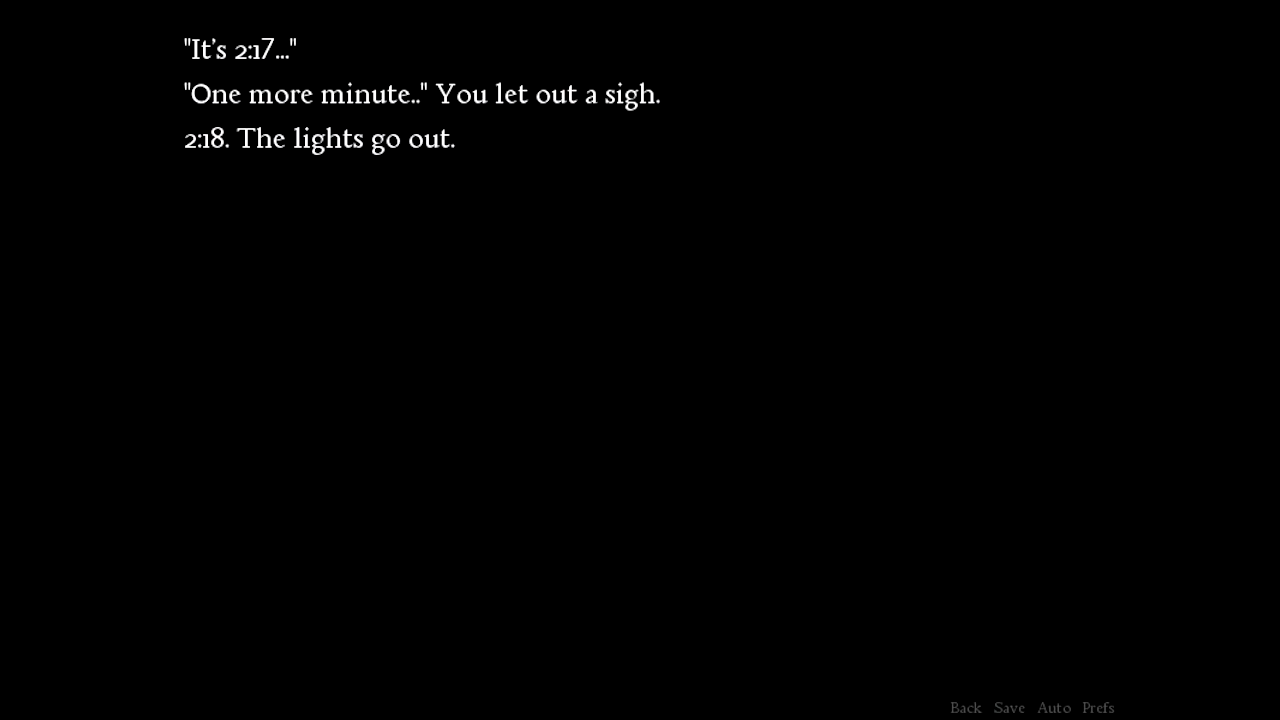 "It's 2:17..."
"One more minute.." You let out a sigh.
2:18. The lights go out.
Back Save Auto Prefs